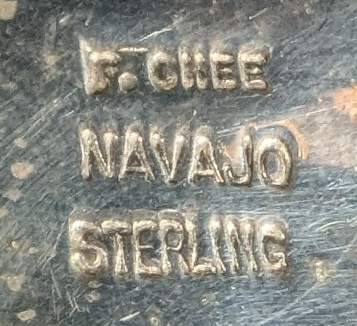 F. CHEE
NAVAJO
STERLING